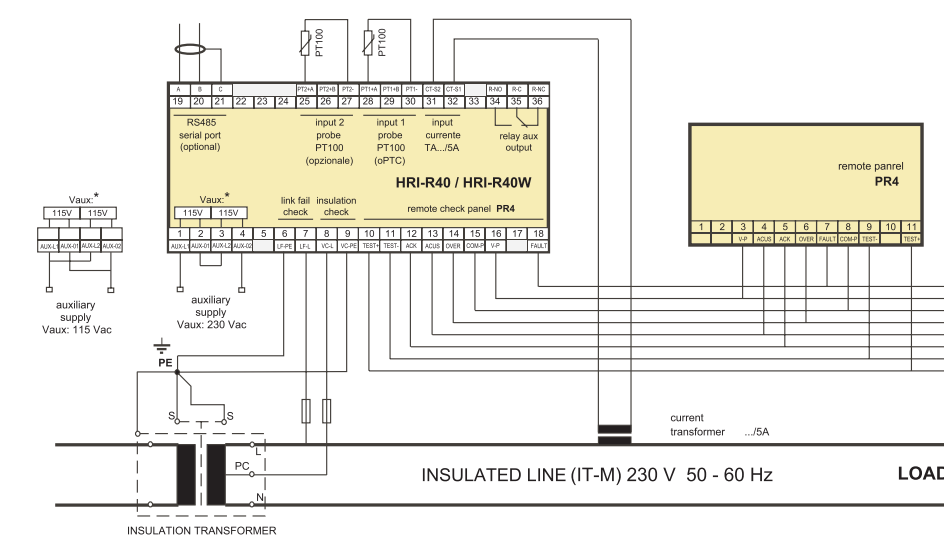 PT100
PT100
A B C PT2+A PT2+B PT2- PT1+A PT1+B PT1- CT-S2 CT-S1 R-NO R-C R-NC
19 20 21 22 23 24 25 26 27 28 29 30 31 32 33 34 35 36
RS485
serial port
(optional)
input 2
probe
PT100
(opzionale)
input 1
probe
PT100
(oPTC)
input
currente
TA.../5A
relay aux
output
HRI-R40 / HRI-R40W
Vaux:*
115V 115V
link fail
check
insulation
check
remote check panel PR4
1 2 3 4 5 6 7 8 9 10 11 12 13 14 15 16 17 18
AUX-L1 AUX-01 AUX-L2 AUX-02 LF-PE LF-L VC-L VC-PE TEST+ TEST- ACK ACUS OVER COM-P V-P FAULT
remote panrel
PR4
1 2 3 4 5 6 7 8 9 10 11
V-P ACUS ACK OVER FAULT COM-P TEST- TEST+
Vaux:*
115V 115V
AUX-L1 AUX-01 AUX-L2 AUX-02
auxiliary
supply
Vaux: 115 Vac
auxiliary
supply
Vaux: 230 Vac
PE
S S
L
PC
N
INSULATION TRANSFORMER
current
transformer .../5A
INSULATED LINE (IT-M) 230 V 50 - 60 Hz
LOAD